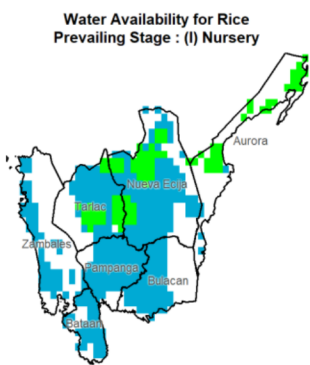 Water Availability for Rice
Prevailing Stage : (I) Nursery
Aurora
Nueva Ecija
Tarlac
Zambales
Pampanga
Bulacan
Bataan